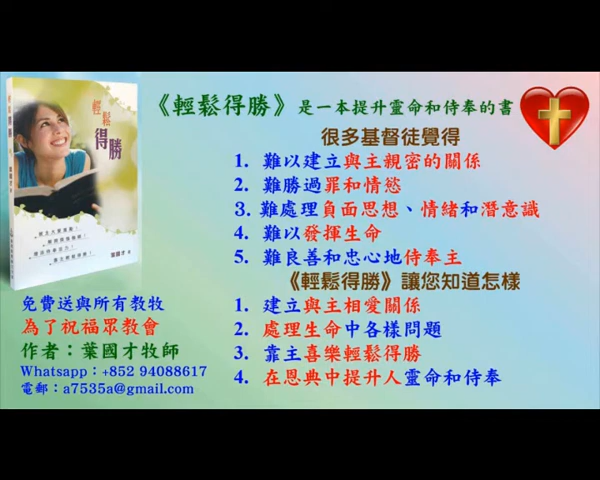 《輕鬆得勝》是一本提升靈命和侍奉的書
很多基督徒覺得
1. 難以建立與主親密的關係
2. 難勝過罪和情慾
3. 難處理負面思想、情緒和潛意識
4. 難以發揮生命
5. 難良善和忠心地侍奉主
《輕鬆得勝》讓您知道怎樣
1. 建立與主相愛關係
2. 處理生命中各樣問題
3. 靠主喜樂輕鬆得勝
4. 在恩典中提升人靈命和侍奉
輕鬆
得勝
葉國才 著
免費送與所有教牧
為了祝福眾教會
作者：葉國才牧師
Whatsapp：+852 94088617
電郵：a7535a@gmail.com